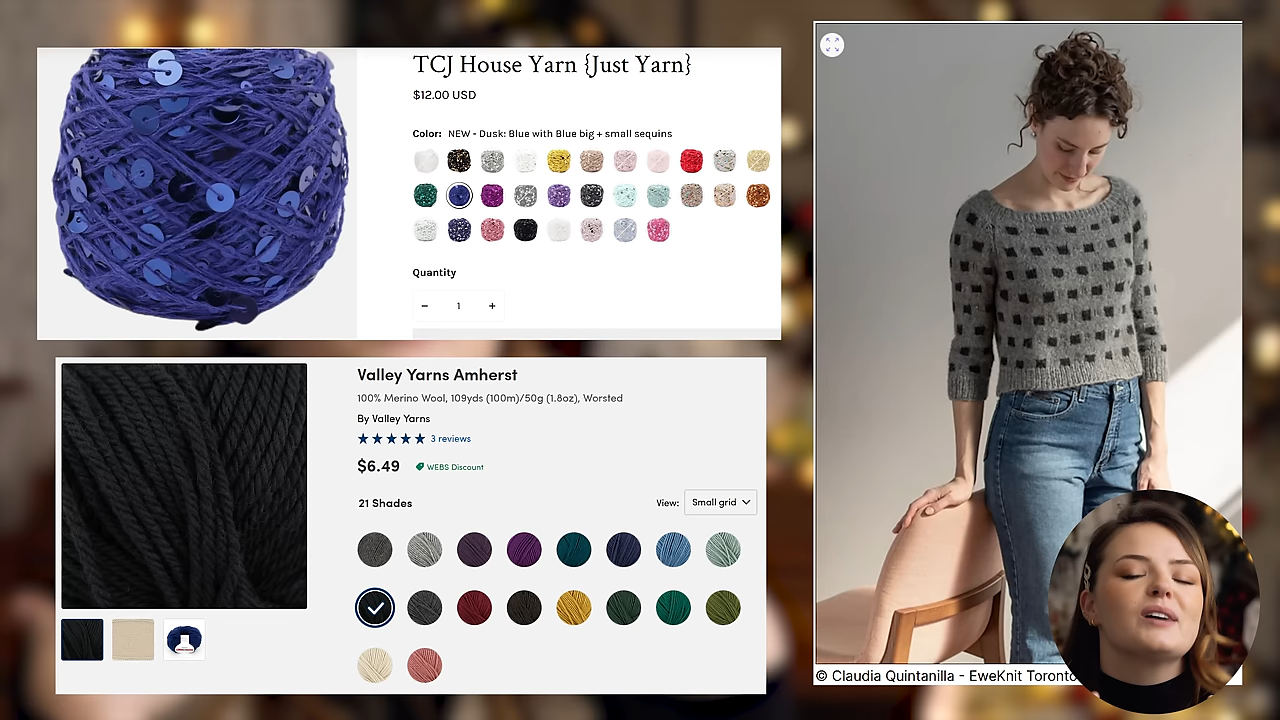 TCJ House Yarn {Just Yarn}
$12.00 USD
Color: NEW - Dusk: Blue with Blue big + small sequins
Quantity
− 1 +
Valley Yarns Amherst
100% Merino Wool, 109yds (100m)/50g (1.8oz), Worsted
By Valley Yarns
3 reviews
$6.49 WEBS Discount
21 Shades
View: Small grid
© Claudia Quintanilla - EweKnit Toronto